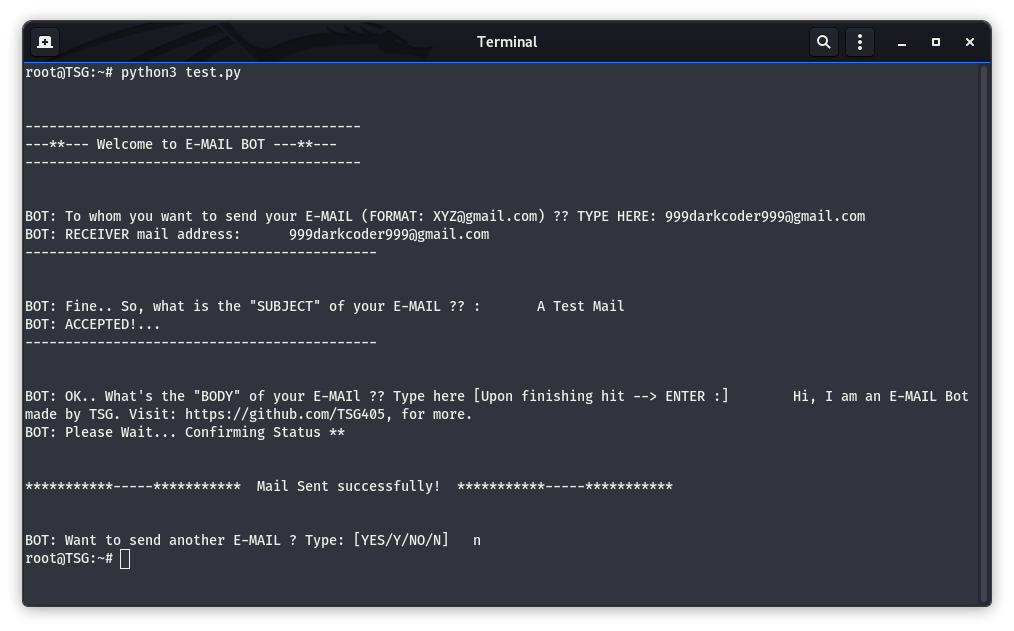 Terminal
root@TSG:~# python3 test.py
------------------------------------------
---**--- Welcome to E-MAIL BOT ---**---
------------------------------------------
BOT: To whom you want to send your E-MAIL (FORMAT: XYZ@gmail.com) ?? TYPE HERE: 999darkcoder999@gmail.com
BOT: RECEIVER mail address:      999darkcoder999@gmail.com
--------------------------------------------
BOT: Fine.. So, what is the "SUBJECT" of your E-MAIL ?? :       A Test Mail
BOT: ACCEPTED!...
--------------------------------------------
BOT: OK.. What's the "BODY" of your E-MAIl ?? Type here [Upon finishing hit --> ENTER :]        Hi, I am an E-MAIL Bot
made by TSG. Visit: https://github.com/TSG405, for more.
BOT: Please Wait... Confirming Status **
***********-----***********  Mail Sent successfully!  ***********-----***********
BOT: Want to send another E-MAIL ? Type: [YES/Y/NO/N]   n
root@TSG:~#